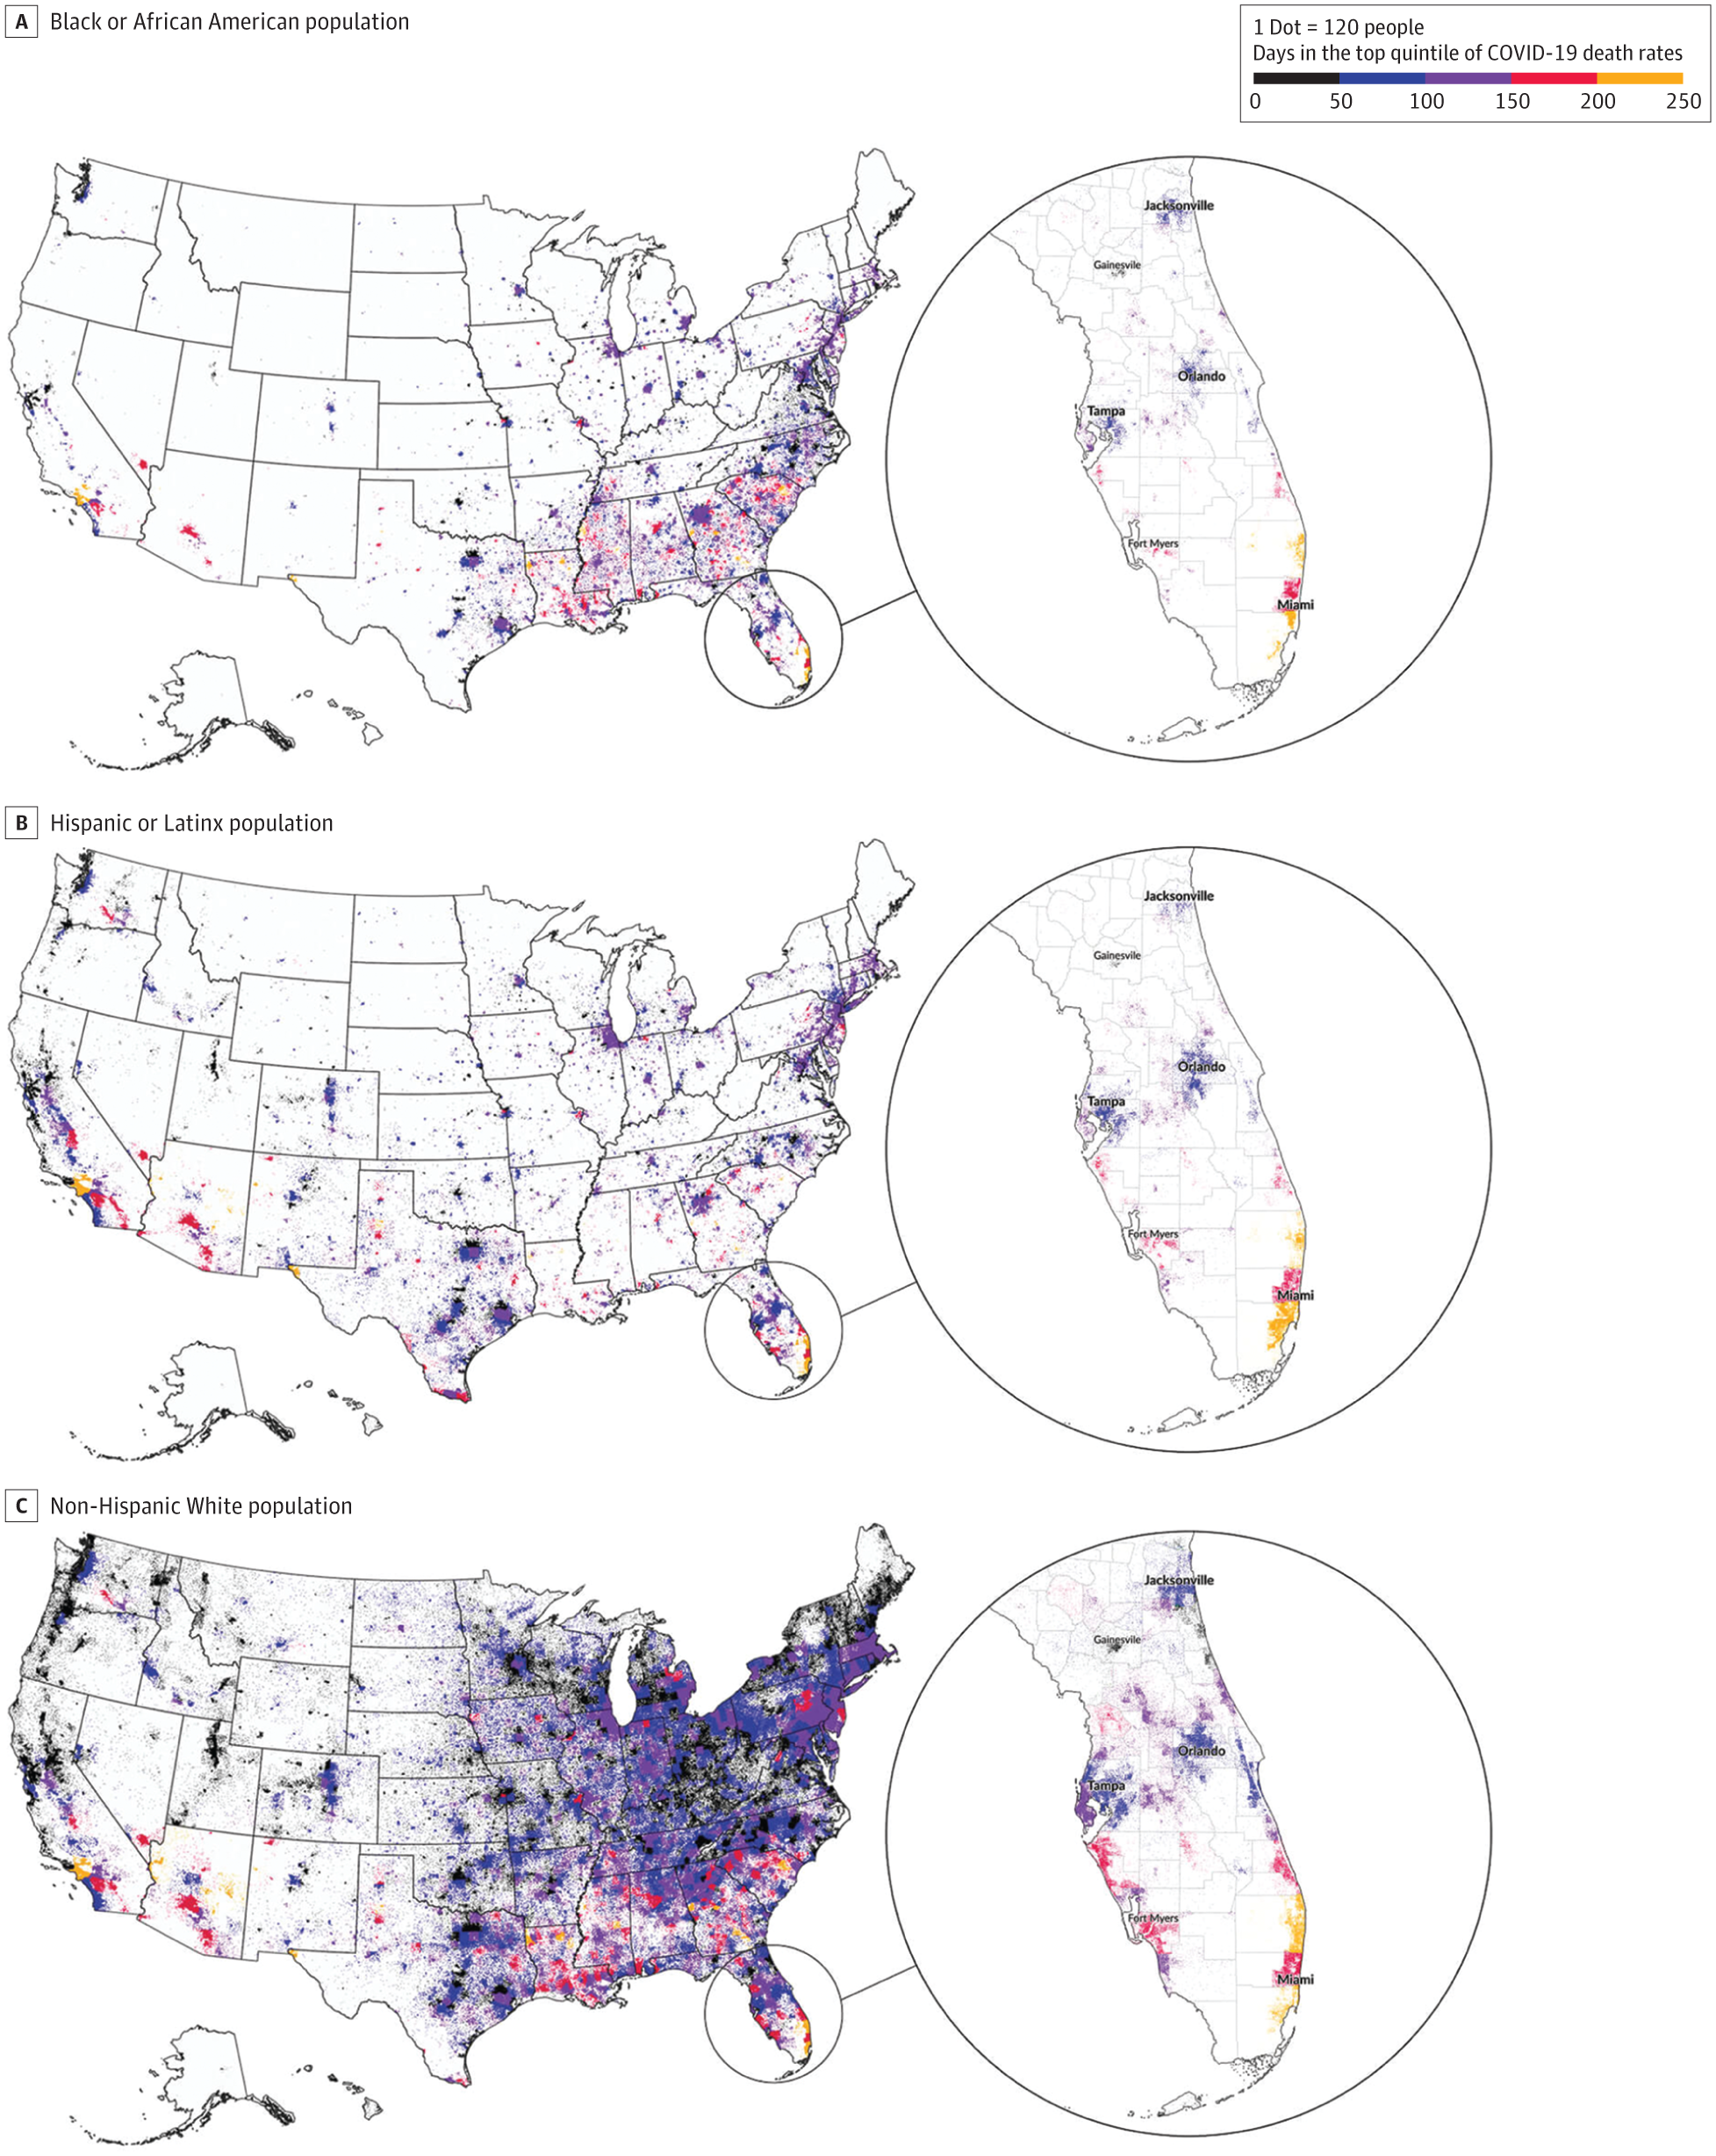 A Black or African American population
1 Dot = 120 people
Days in the top quintile of COVID-19 death rates
0 50 100 150 200 250
Jacksonville
Gainesvile
Orlando
Tampa
Fort Myers
Miami
B Hispanic or Latinx population
Jacksonville
Gainesvile
Orlando
Tampa
Fort Myers
Miami
C Non-Hispanic White population
Jacksonville
Gainesvile
Orlando
Tampa
Fort Myers
Miami